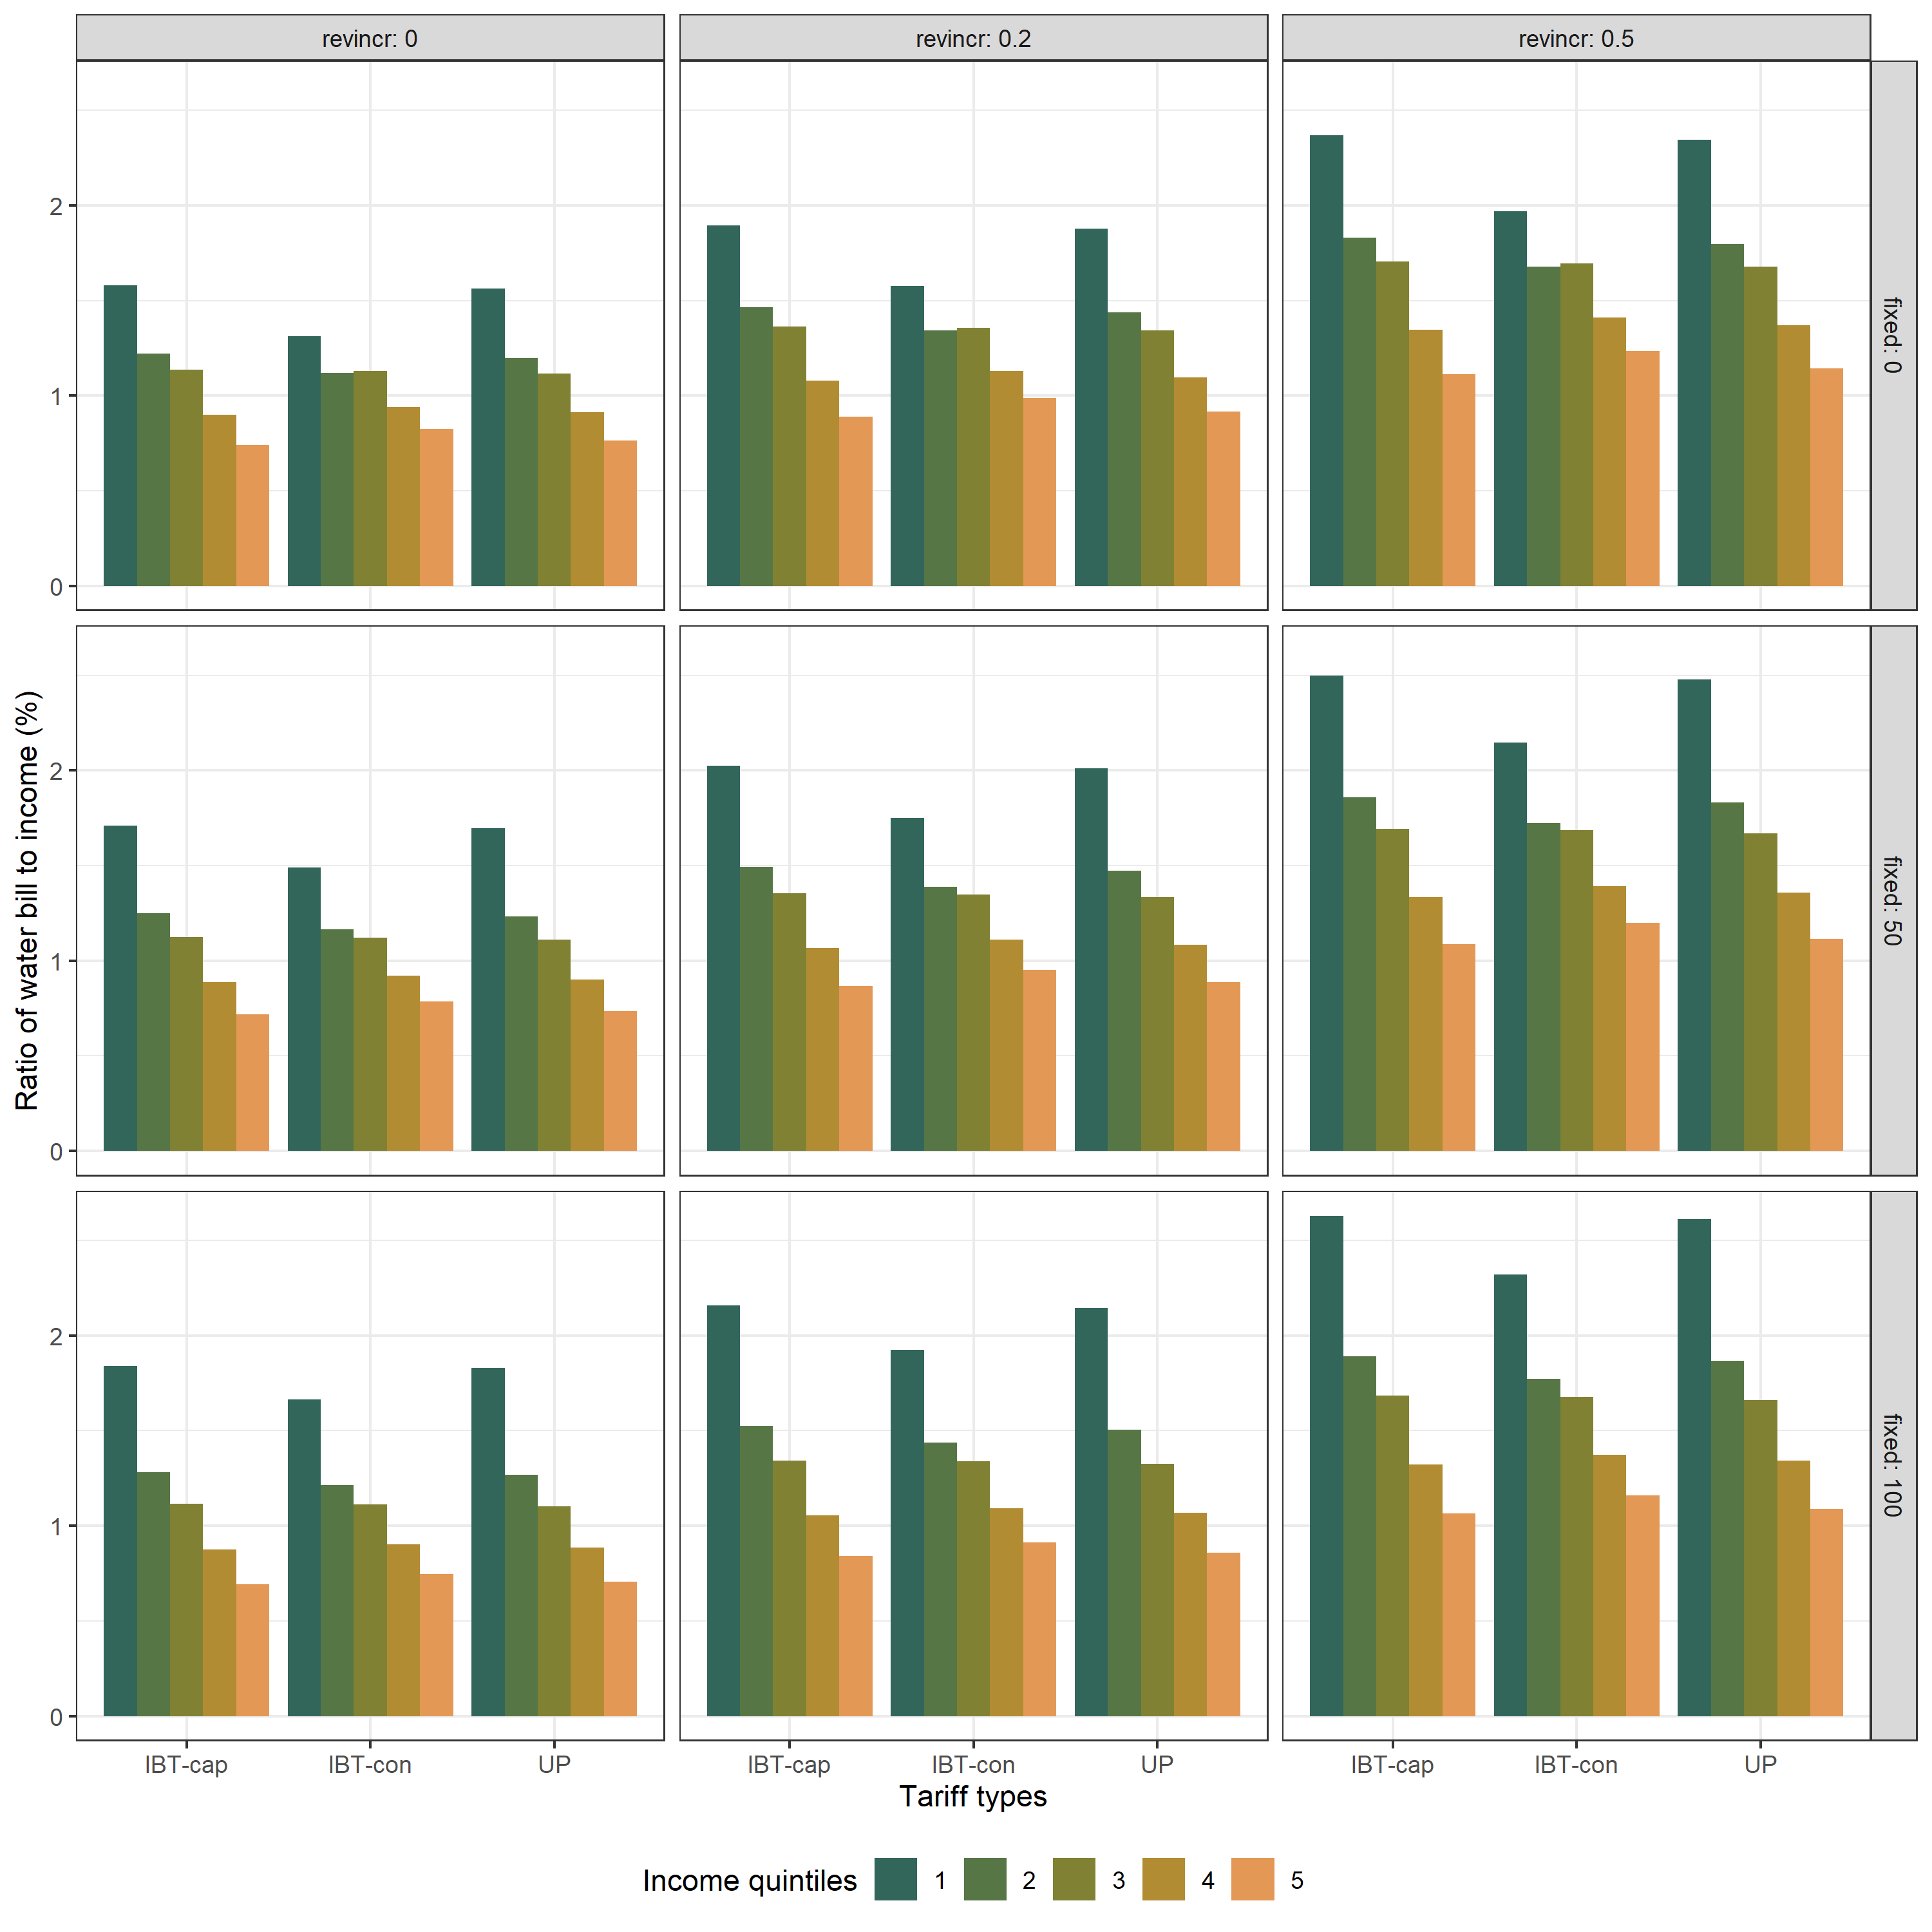 revincr: 0
revincr: 0.2
revincr: 0.5
fixed: 0
fixed: 50
fixed: 100
Ratio of water bill to income (%)
2
1
0
2
1
0
2
1
0
IBT-cap
IBT-con
UP
IBT-cap
IBT-con
UP
IBT-cap
IBT-con
UP
Tariff types
Income quintiles 1 2 3 4 5